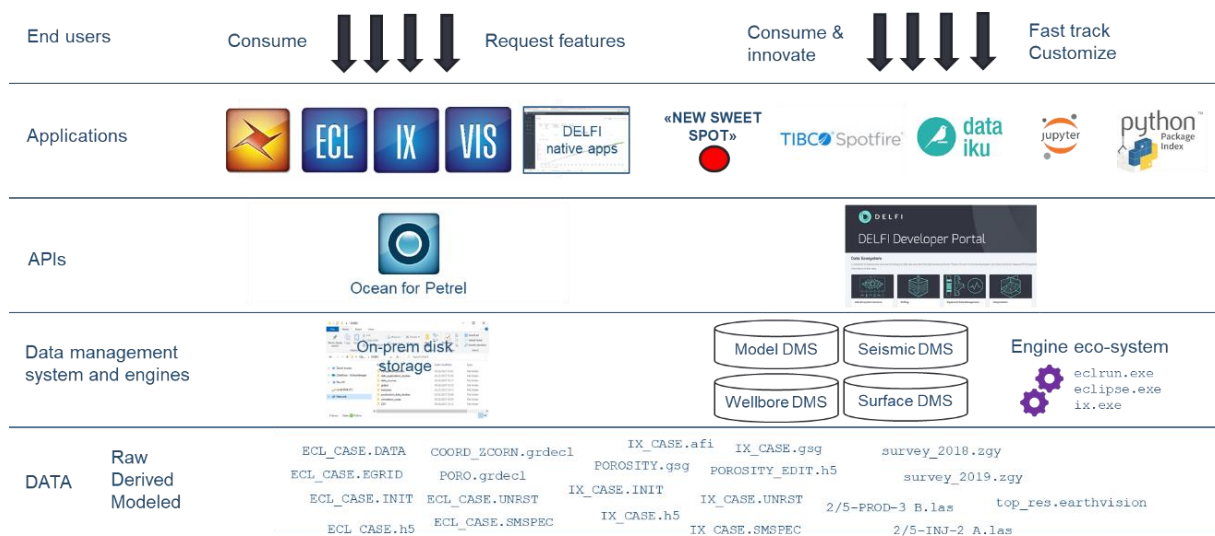 End users
Consume
Request features
Consume &
innovate
Fast track
Customize
Applications
ECL
IX
VIS
DELFI
native apps
«NEW SWEET
SPOT»
TIBCO Spotfire®
data
iku
jupyter
python™
Package
Index
APIs
Ocean for Petrel
DELFI
DELFI Developer Portal
Data Ecosystem
Data management
system and engines
On-prem disk
storage
Model DMS
Seismic DMS
Wellbore DMS
Surface DMS
Engine eco-system
eclrun.exe
eclipse.exe
ix.exe
DATA
Raw
Derived
Modeled
ECL_CASE.DATA
COORD_ZCORN.grdecl
IX_CASE.afi
IX_CASE.gsg
survey_2018.zgy
ECL_CASE.EGRID
PORO.grdecl
POROSITY.gsg
POROSITY_EDIT.h5
survey_2019.zgy
ECL_CASE.INIT
ECL_CASE.UNRST
IX_CASE.INIT
IX_CASE.UNRST
2/5-PROD-3 B.las
top_res.earthvision
ECL_CASE.h5
ECL_CASE.SMSPEC
IX_CASE.h5
IX_CASE.SMSPEC
2/5-INJ-2 A.las